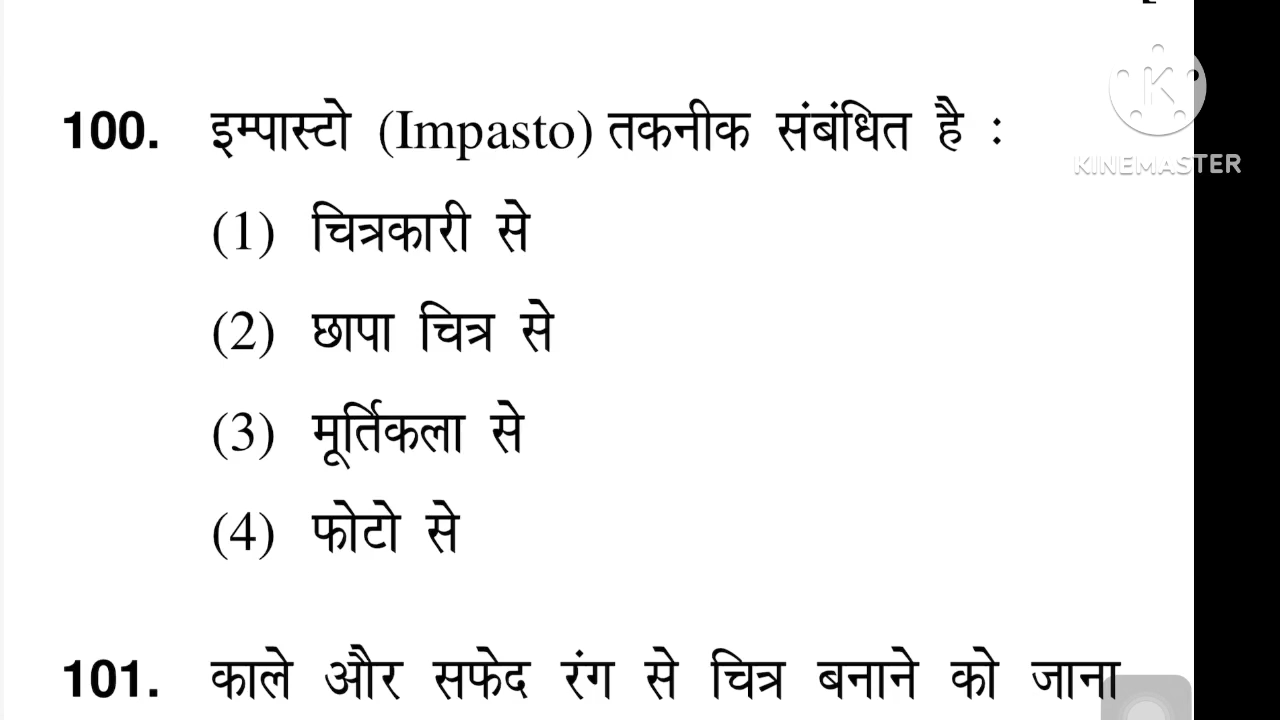 100. इम्पास्टो (Impasto) तकनीक संबंधित है :
KINEMASTER
(1) चित्रकारी से
(2) छापा चित्र से
(3) मूर्तिकला से
(4) फोटो से
101. काले और सफेद रंग से चित्र बनाने को जाना